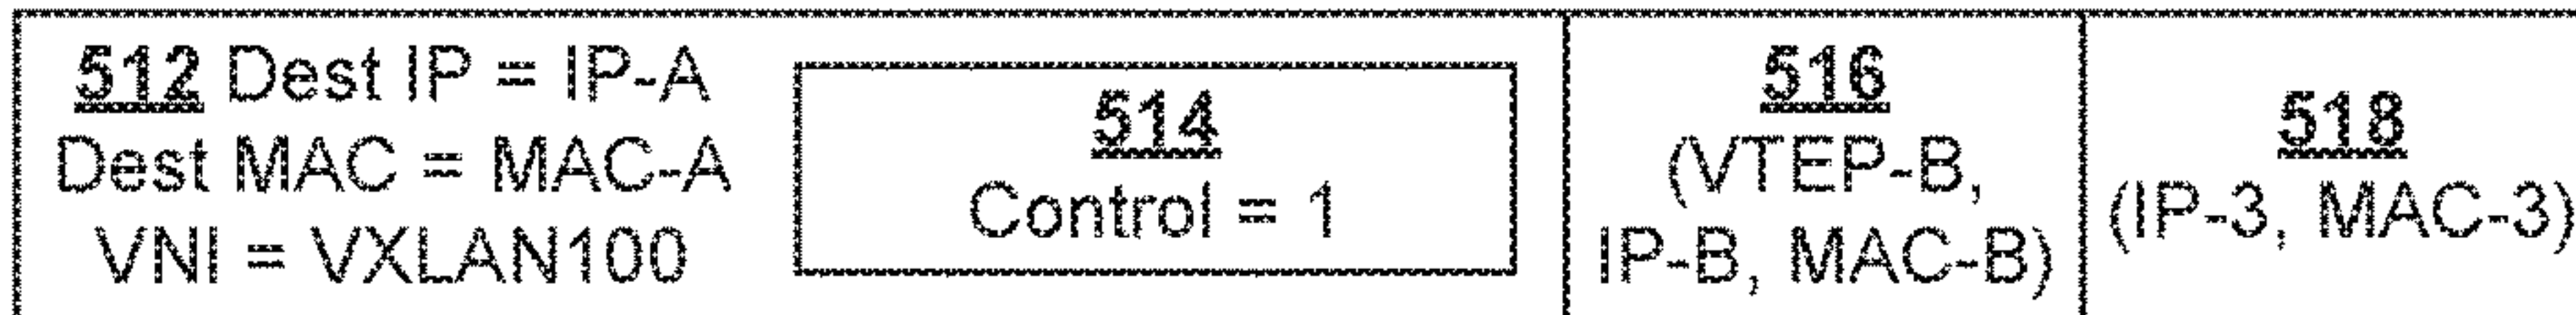 512 Dest IP = IP-A
Dest MAC = MAC-A
VNI = VXLAN100
514
Control = 1
516
(VTEP-B,
IP-B, MAC-B)
518
(IP-3, MAC-3)